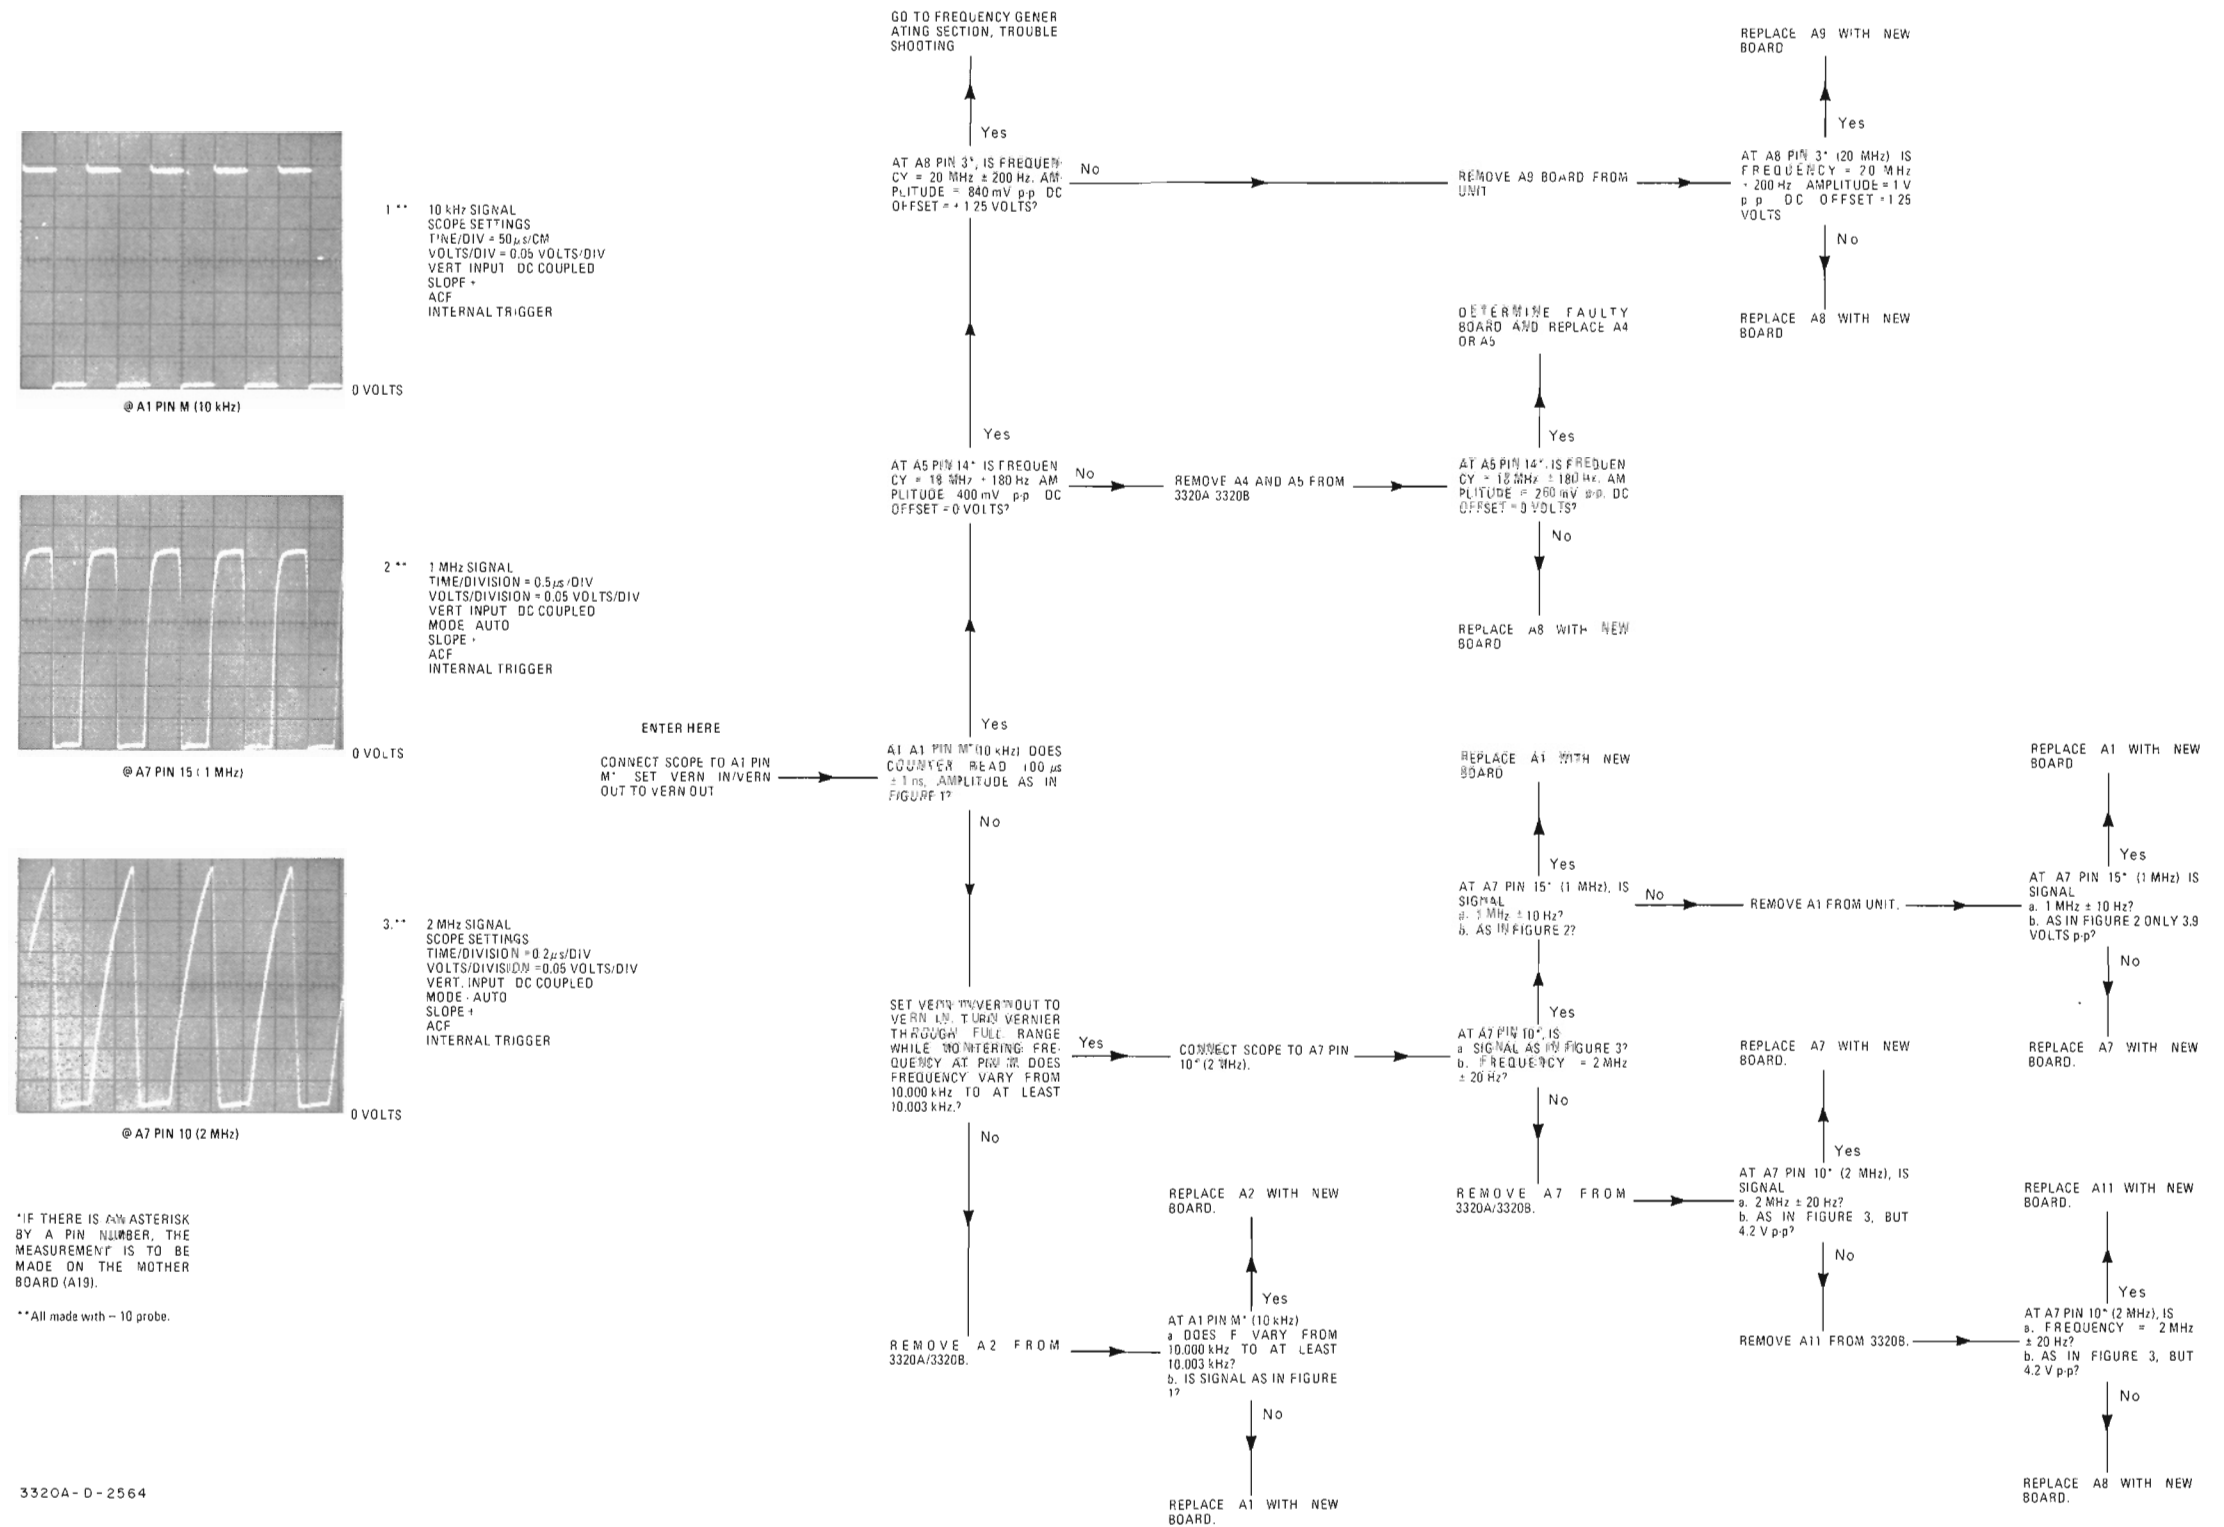 GO TO FREQUENCY GENER
ATING SECTION, TROUBLE
SHOOTING
Yes
AT A8 PIN 3*, IS FREQUEN-
CY = 20 MHz ± 200 Hz. AM-
PLITUDE = 840 mV p-p DC
OFFSET = + 1 25 VOLTS?
No
REMOVE A9 BOARD FROM
UNIT
REPLACE A9 WITH NEW
BOARD
Yes
AT A8 PIN 3* (20 MHz) IS
FREQUENCY = 20 MHz
+ 200 Hz AMPLITUDE = 1 V
p p DC OFFSET = 1 25
VOLTS
No
REPLACE A8 WITH NEW
BOARD
1 **
10 kHz SIGNAL
SCOPE SETTINGS
TINE/DIV = 50µs/CM
VOLTS/DIV = 0.05 VOLTS/DIV
VERT INPUT DC COUPLED
SLOPE +
ACF
INTERNAL TRIGGER
0 VOLTS
@ A1 PIN M (10 kHz)
DETERMINE FAULTY
BOARD AND REPLACE A4
OR A5
Yes
Yes
AT A5 PIN 14* IS FREQUEN
CY = 18 MHz + 180 Hz AM
PLITUDE 400 mV p-p DC
OFFSET = 0 VOLTS?
No
REMOVE A4 AND A5 FROM
3320A 3320B
AT A5 PIN 14*, IS FREQUEN
CY = 18 MHz ± 180 Hz. AM
PLITUDE = 260 mV p-p. DC
OFFSET = 0 VOLTS?
No
REPLACE A8 WITH NEW
BOARD
2 **
1 MHz SIGNAL
TIME/DIVISION = 0.5µs/DIV
VOLTS/DIVISION = 0.05 VOLTS/DIV
VERT INPUT DC COUPLED
MODE AUTO
SLOPE +
ACF
INTERNAL TRIGGER
0 VOLTS
@ A7 PIN 15 ( 1 MHz)
ENTER HERE
CONNECT SCOPE TO A1 PIN
M* SET VERN IN/VERN
OUT TO VERN OUT
Yes
A1 A1 PIN M* (10 kHz) DOES
COUNTER READ 100 µs
± 1 ns, AMPLITUDE AS IN
FIGURE 1?
No
SET VERN IN/VERN OUT TO
VERN IN. TURN VERNIER
THROUGH FULL RANGE
WHILE MONITERING FRE-
QUENCY AT PIN M. DOES
FREQUENCY VARY FROM
10.000 kHz TO AT LEAST
10.003 kHz.?
Yes
CONNECT SCOPE TO A7 PIN
10* (2 MHz).
REPLACE A1 WITH NEW
BOARD
Yes
AT A7 PIN 15* (1 MHz), IS
SIGNAL
a. 1 MHz ± 10 Hz?
b. AS IN FIGURE 2?
No
REMOVE A1 FROM UNIT.
REPLACE A1 WITH NEW
BOARD
Yes
AT A7 PIN 15* (1 MHz) IS
SIGNAL
a. 1 MHz ± 10 Hz?
b. AS IN FIGURE 2 ONLY 3.9
VOLTS p-p?
No
REPLACE A7 WITH NEW
BOARD
Yes
AT A7 PIN 10*, IS
a SIGNAL AS IN FIGURE 3?
b. FREQUENCY = 2 MHz
± 20 Hz?
No
REMOVE A7 FROM
3320A/3320B.
REPLACE A7 WITH NEW
BOARD.
Yes
AT A7 PIN 10* (2 MHz), IS
SIGNAL
a. 2 MHz ± 20 Hz?
b. AS IN FIGURE 3, BUT
4.2 V p-p?
No
REMOVE A11 FROM 3320B.
REPLACE A11 WITH NEW
BOARD.
Yes
AT A7 PIN 10* (2 MHz), IS
a. FREQUENCY = 2 MHz
± 20 Hz?
b. AS IN FIGURE 3, BUT
4.2 V p-p?
No
REPLACE A8 WITH NEW
BOARD.
3.**
2 MHz SIGNAL
SCOPE SETTINGS
TIME/DIVISION = 0 2µs/DIV
VOLTS/DIVISION = 0.05 VOLTS/DIV
VERT. INPUT DC COUPLED
MODE - AUTO
SLOPE +
ACF
INTERNAL TRIGGER
0 VOLTS
@ A7 PIN 10 (2 MHz)
No
REMOVE A2 FROM
3320A/3320B.
REPLACE A2 WITH NEW
BOARD.
Yes
AT A1 PIN M* (10 kHz)
a DOES F VARY FROM
10.000 kHz TO AT LEAST
10.003 kHz?
b. IS SIGNAL AS IN FIGURE
1?
No
REPLACE A1 WITH NEW
BOARD.
*IF THERE IS AN ASTERISK
BY A PIN NUMBER, THE
MEASUREMENT IS TO BE
MADE ON THE MOTHER
BOARD (A19).
**All made with – 10 probe.
3320A-D-2564